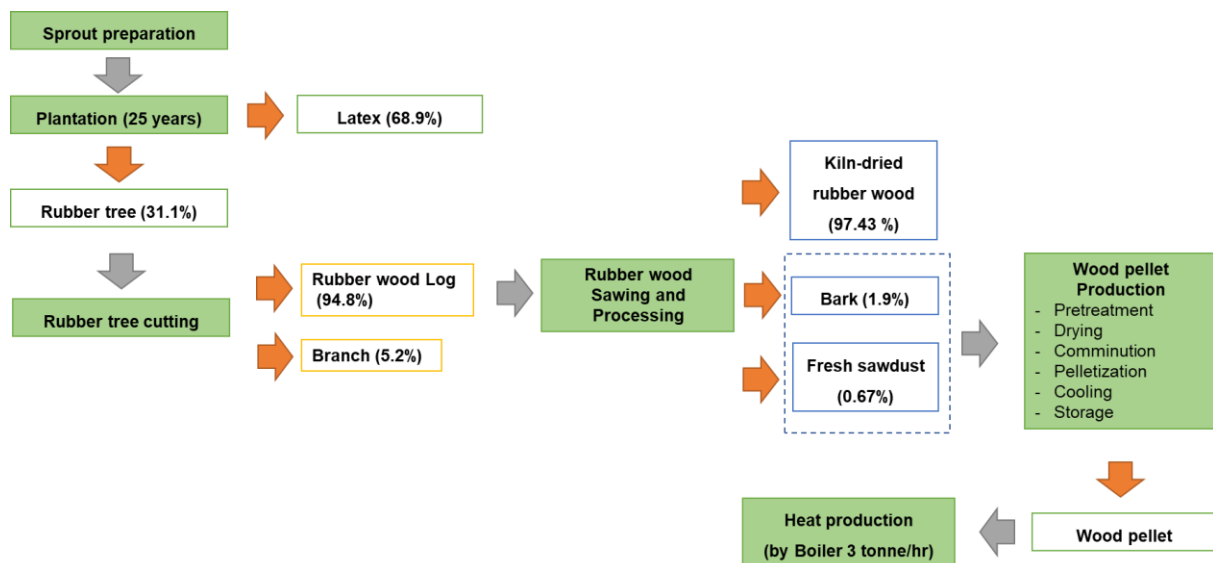 Sprout preparation
Plantation (25 years)
Latex (68.9%)
Rubber tree (31.1%)
Rubber tree cutting
Rubber wood Log
(94.8%)
Branch (5.2%)
Rubber wood
Sawing and
Processing
Kiln-dried
rubber wood
(97.43 %)
Bark (1.9%)
Fresh sawdust
(0.67%)
Wood pellet
Production
- Pretreatment
- Drying
- Comminution
- Pelletization
- Cooling
- Storage
Wood pellet
Heat production
(by Boiler 3 tonne/hr)